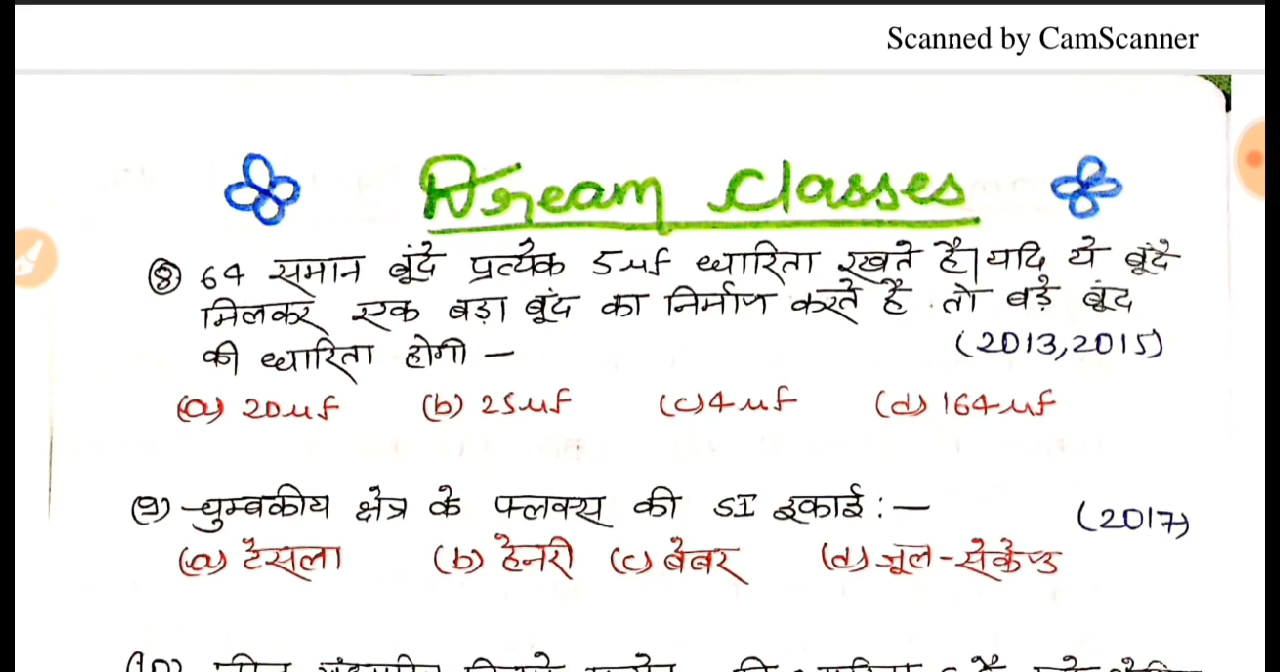 Scanned by CamScanner
Dream Classes
(8) 64 समान बूंदे प्रत्येक 5μf धारिता रखते है। यदि ये बूंदे
मिलकर एक बड़ा बूंद का निर्माण करते है तो बड़े बूंद
की धारिता होगी — (2013,2015)
(a) 20μf (b) 25μf (c) 4μf (d) 164μf
(9) चुम्बकीय क्षेत्र के फ्लक्स की SI इकाई :— (2017)
(a) टेसला (b) हेनरी (c) वेबर (d) जूल-सेकेण्ड